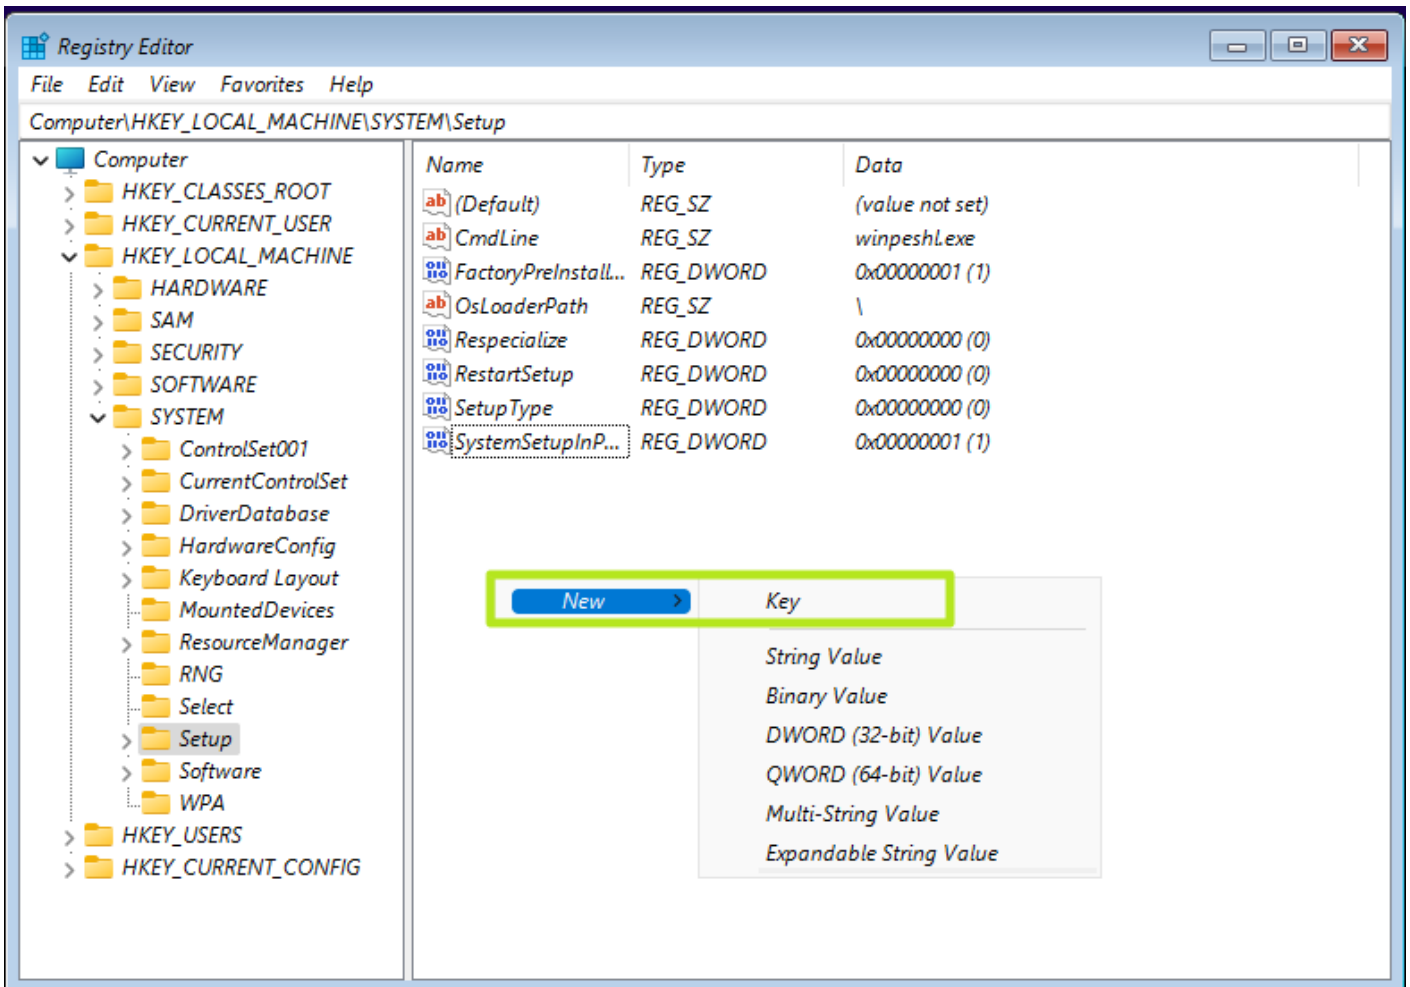 Registry Editor
File Edit View Favorites Help
Computer\HKEY_LOCAL_MACHINE\SYSTEM\Setup
Computer
HKEY_CLASSES_ROOT
HKEY_CURRENT_USER
HKEY_LOCAL_MACHINE
HARDWARE
SAM
SECURITY
SOFTWARE
SYSTEM
ControlSet001
CurrentControlSet
DriverDatabase
HardwareConfig
Keyboard Layout
MountedDevices
ResourceManager
RNG
Select
Setup
Software
WPA
HKEY_USERS
HKEY_CURRENT_CONFIG
Name Type Data
(Default) REG_SZ (value not set)
CmdLine REG_SZ winpeshl.exe
FactoryPreInstall... REG_DWORD 0x00000001 (1)
OsLoaderPath REG_SZ \
Respecialize REG_DWORD 0x00000000 (0)
RestartSetup REG_DWORD 0x00000000 (0)
SetupType REG_DWORD 0x00000000 (0)
SystemSetupInP... REG_DWORD 0x00000001 (1)
New
Key
String Value
Binary Value
DWORD (32-bit) Value
QWORD (64-bit) Value
Multi-String Value
Expandable String Value